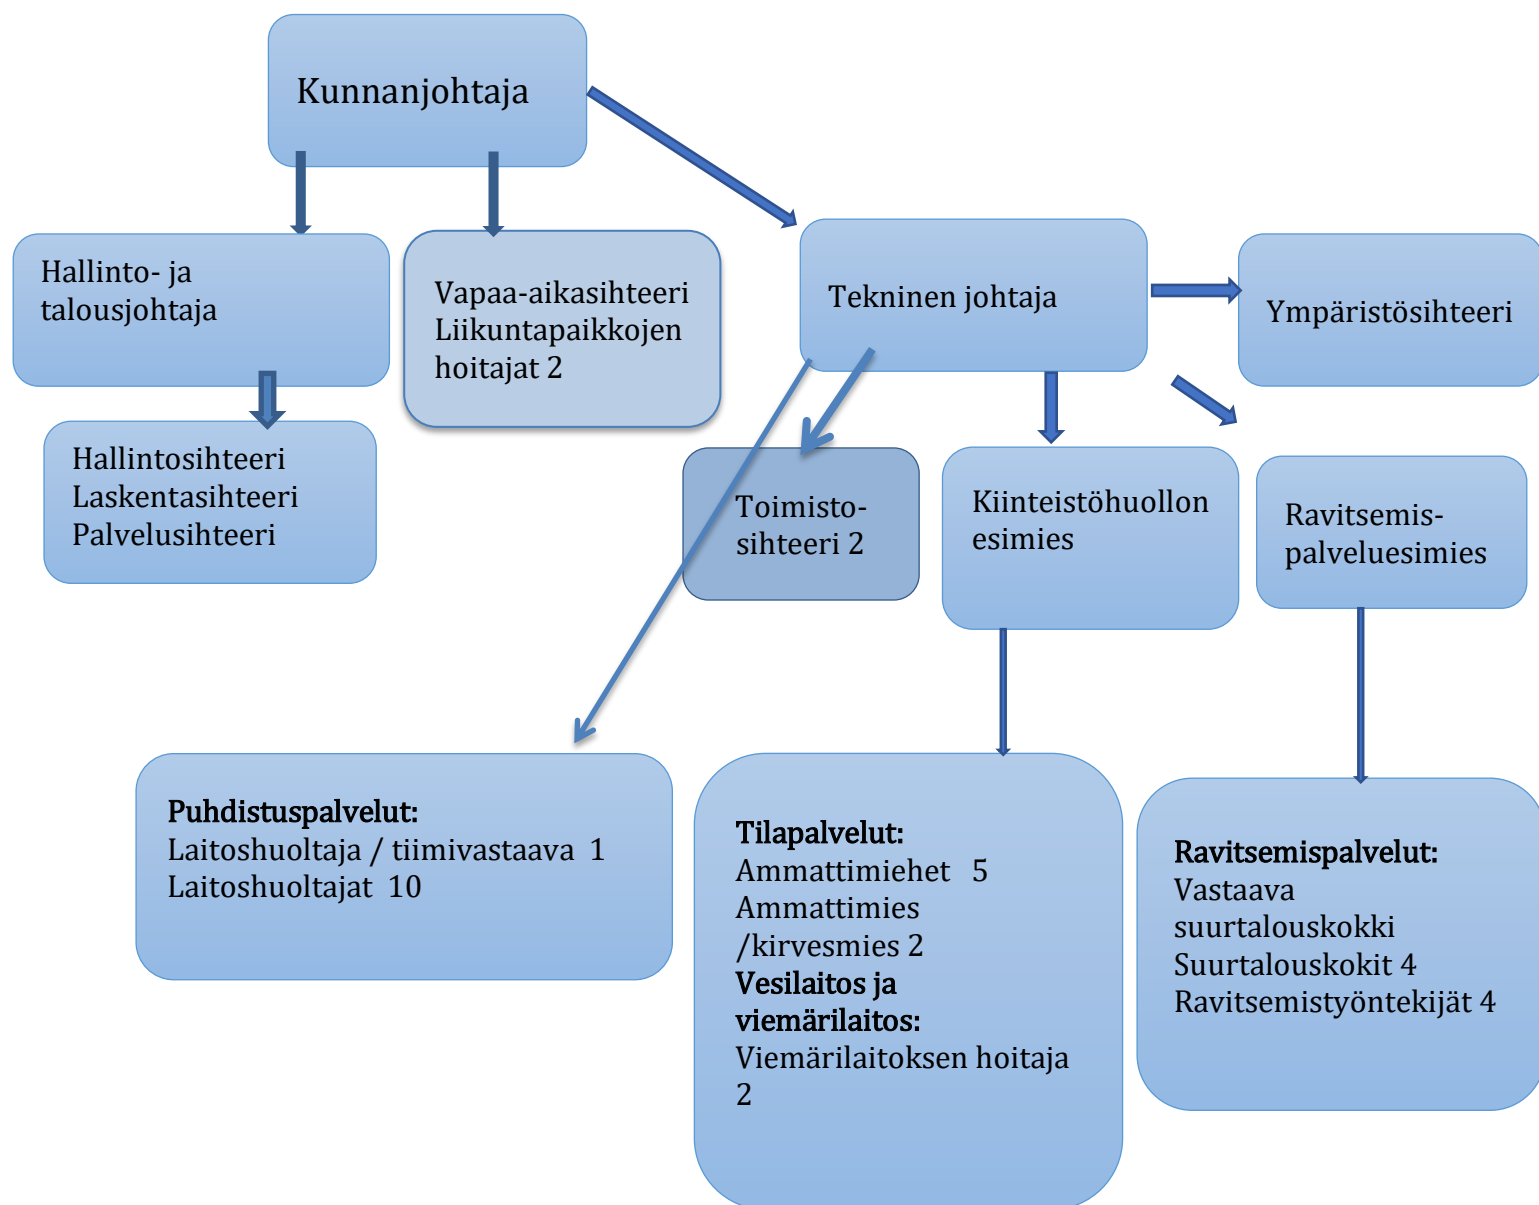 Kunnanjohtaja
Hallinto- ja
talousjohtaja
Vapaa-aikasihteeri
Liikuntapaikkojen
hoitajat 2
Tekninen johtaja
Ympäristösihteeri
Hallintosihteeri
Laskentasihteeri
Palvelusihteeri
Toimisto-
sihteeri 2
Kiinteistöhuollon
esimies
Ravitsemis-
palveluesimies
Puhdistuspalvelut:
Laitoshuoltaja / tiimivastaava 1
Laitoshuoltajat 10
Tilapalvelut:
Ammattimiehet 5
Ammattimies
/kirvesmies 2
Vesilaitos ja
viemärilaitos:
Viemärilaitoksen hoitaja
2
Ravitsemispalvelut:
Vastaava
suurtalouskokki
Suurtalouskokit 4
Ravitsemistyöntekijät 4